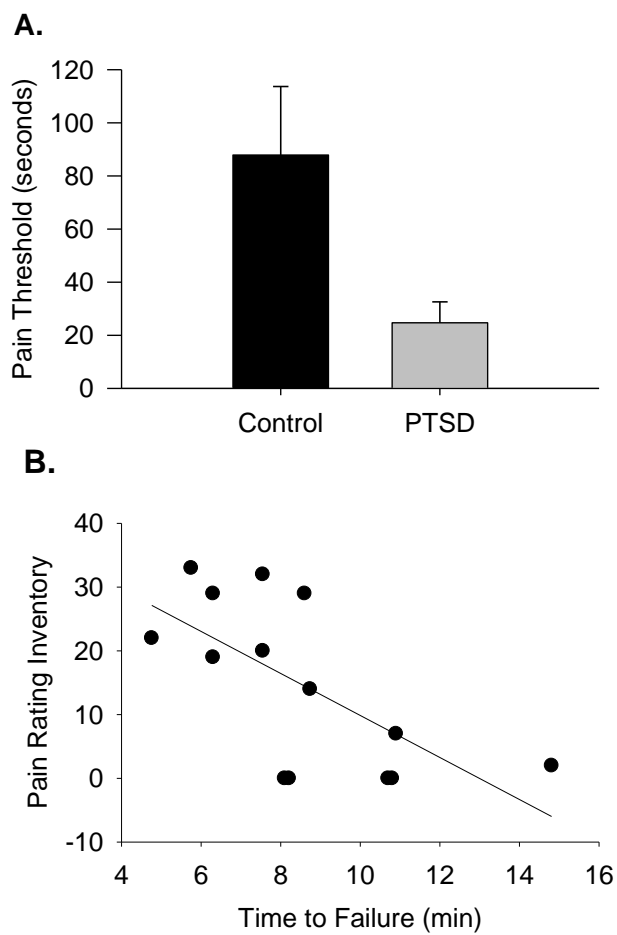 A.
Pain Threshold (seconds)
120
100
80
60
40
20
0
Control PTSD
B.
Pain Rating Inventory
40
30
20
10
0
-10
4 6 8 10 12 14 16
Time to Failure (min)